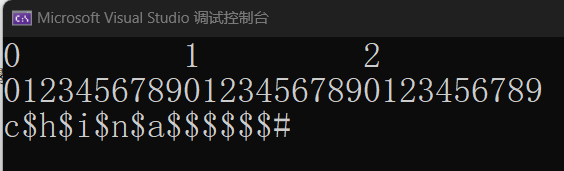 Microsoft Visual Studio 调试控制台
0         1         2
012345678901234567890123456789
c$h$i$n$a$$$$$$#